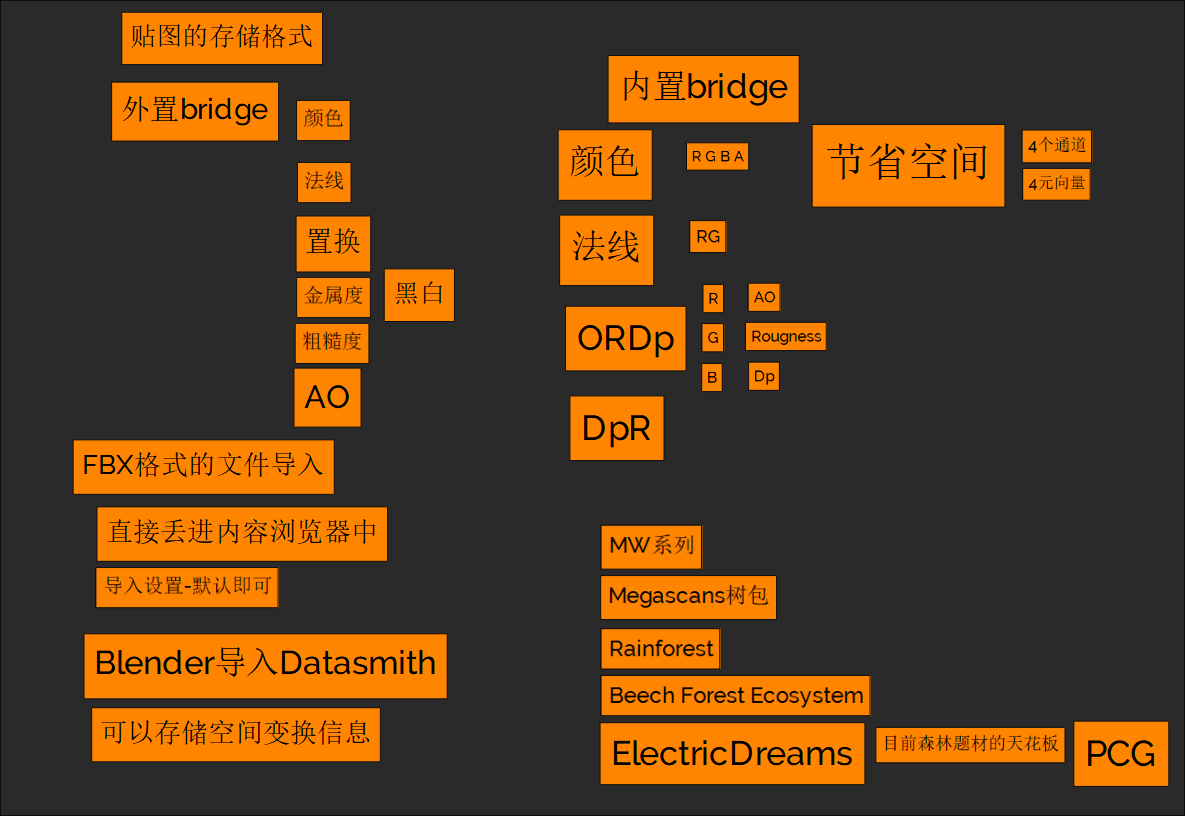 贴图的存储格式
外置bridge
颜色
法线
置换
金属度
黑白
粗糙度
AO
FBX格式的文件导入
直接丢进内容浏览器中
导入设置-默认即可
Blender导入Datasmith
可以存储空间变换信息
内置bridge
颜色
R G B A
节省空间
4个通道
4元向量
法线
RG
ORDp
R
AO
G
Rougness
B
Dp
DpR
MW系列
Megascans树包
Rainforest
Beech Forest Ecosystem
ElectricDreams
目前森林题材的天花板
PCG